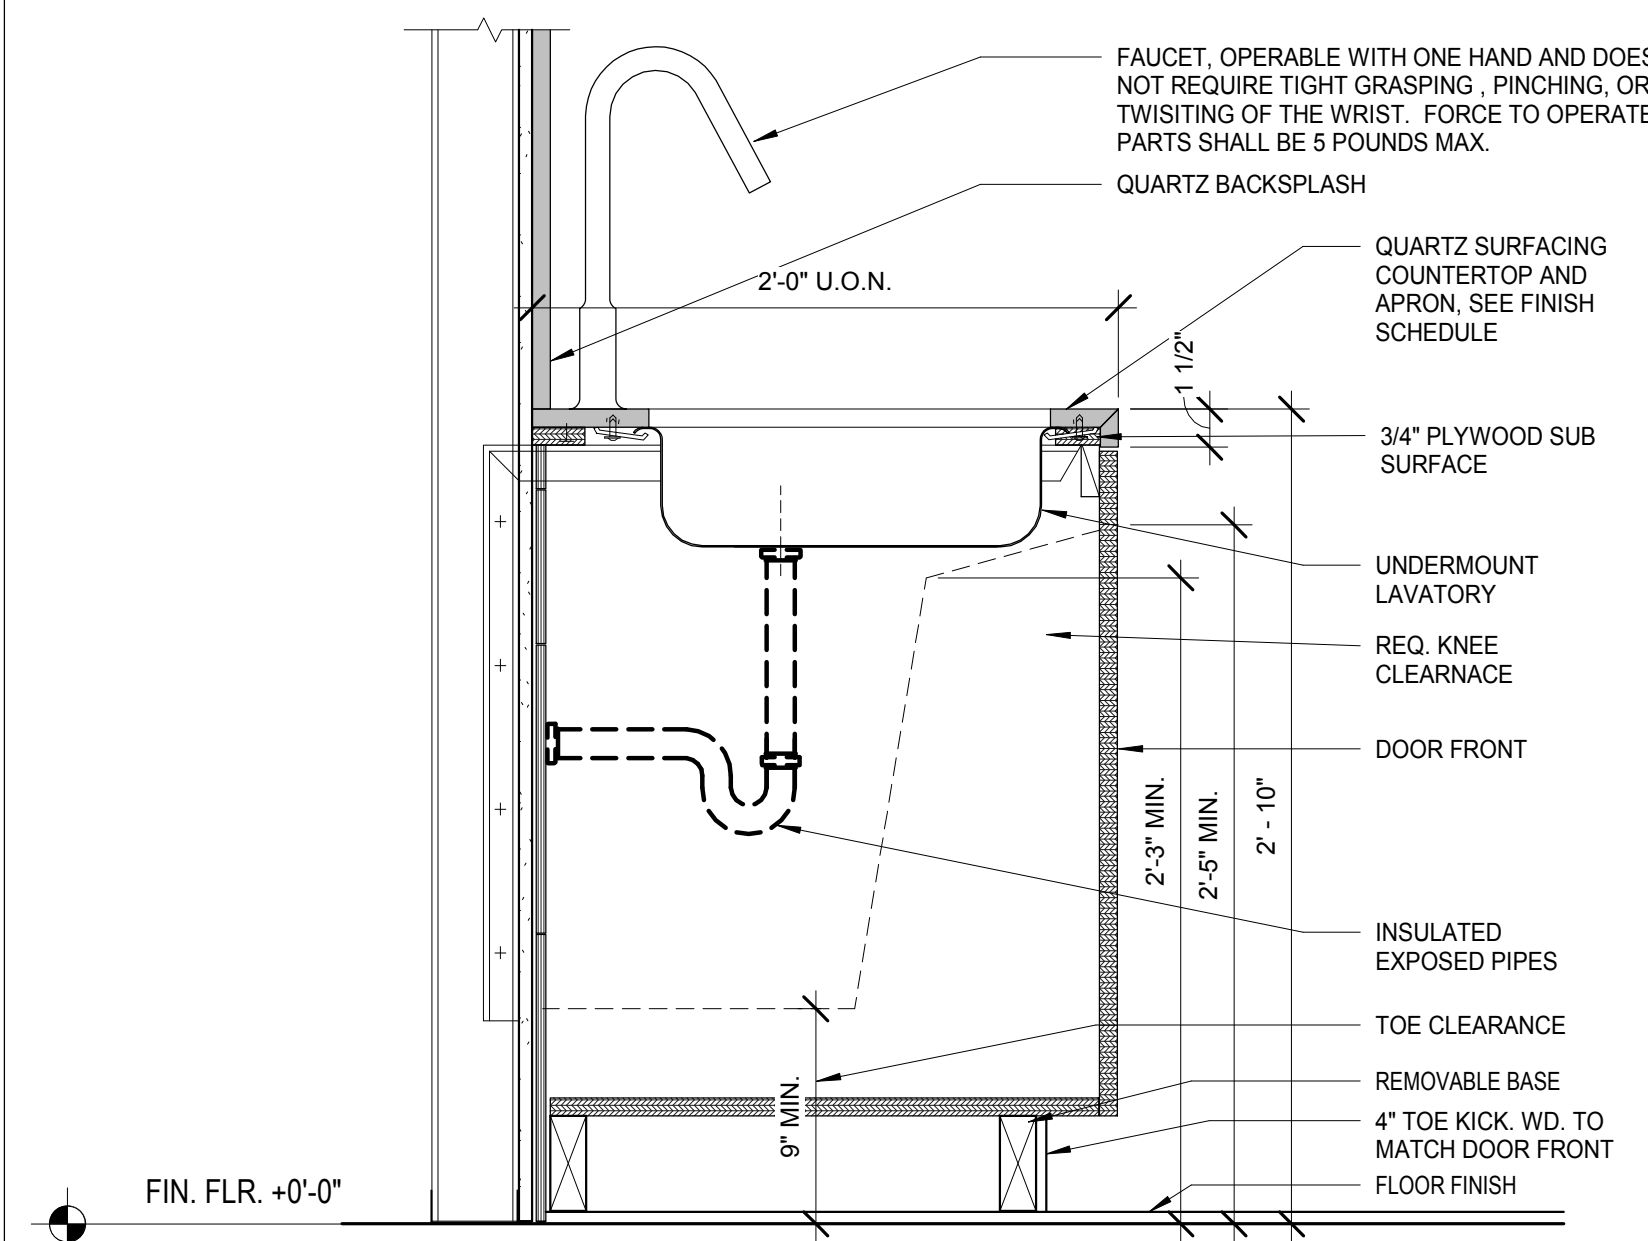 FAUCET, OPERABLE WITH ONE HAND AND DOES
NOT REQUIRE TIGHT GRASPING , PINCHING, OR
TWISITING OF THE WRIST. FORCE TO OPERATE
PARTS SHALL BE 5 POUNDS MAX.
QUARTZ BACKSPLASH
QUARTZ SURFACING
COUNTERTOP AND
APRON, SEE FINISH
SCHEDULE
2'-0" U.O.N.
1 1/2"
3/4" PLYWOOD SUB
SURFACE
UNDERMOUNT
LAVATORY
REQ. KNEE
CLEARNACE
DOOR FRONT
2'-3" MIN.
2'-5" MIN.
2' - 10"
INSULATED
EXPOSED PIPES
TOE CLEARANCE
9" MIN.
REMOVABLE BASE
4" TOE KICK. WD. TO
MATCH DOOR FRONT
FLOOR FINISH
FIN. FLR. +0'-0"